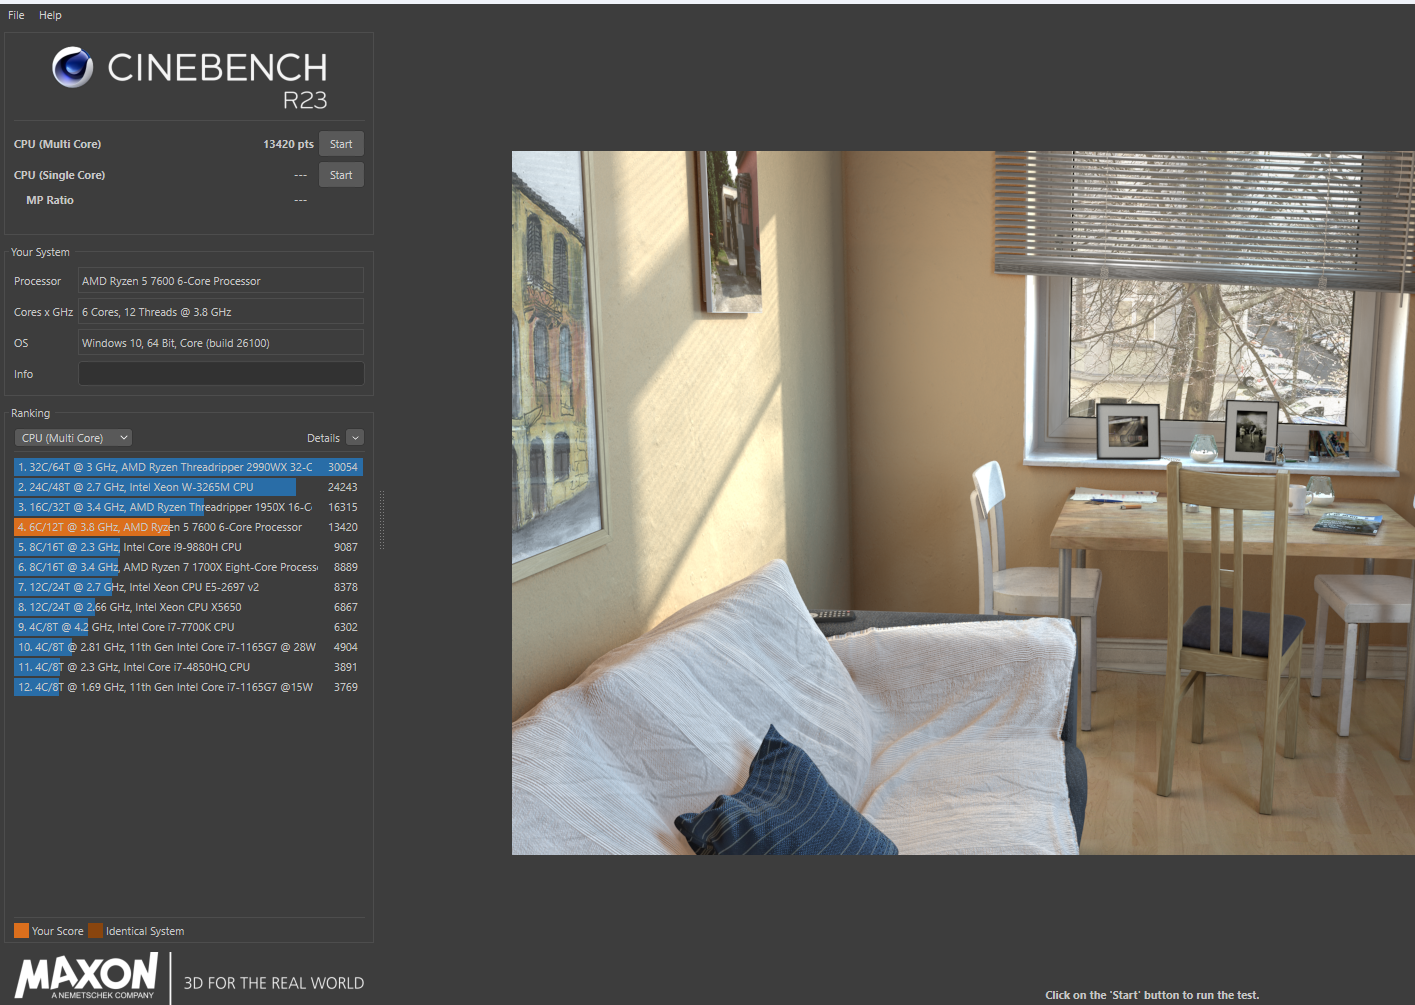 File Help
CINEBENCH
R23
CPU (Multi Core) 13420 pts Start
CPU (Single Core) --- Start
MP Ratio ---
Your System
Processor AMD Ryzen 5 7600 6-Core Processor
Cores x GHz 6 Cores, 12 Threads @ 3.8 GHz
OS Windows 10, 64 Bit, Core (build 26100)
Info
Ranking
CPU (Multi Core) Details
1. 32C/64T @ 3 GHz, AMD Ryzen Threadripper 2990WX 32-C 30054
2. 24C/48T @ 2.7 GHz, Intel Xeon W-3265M CPU 24243
3. 16C/32T @ 3.4 GHz, AMD Ryzen Threadripper 1950X 16-C 16315
4. 6C/12T @ 3.8 GHz, AMD Ryzen 5 7600 6-Core Processor 13420
5. 8C/16T @ 2.3 GHz, Intel Core i9-9880H CPU 9087
6. 8C/16T @ 3.4 GHz, AMD Ryzen 7 1700X Eight-Core Process 8889
7. 12C/24T @ 2.7 GHz, Intel Xeon CPU E5-2697 v2 8378
8. 12C/24T @ 2.66 GHz, Intel Xeon CPU X5650 6867
9. 4C/8T @ 4.2 GHz, Intel Core i7-7700K CPU 6302
10. 4C/8T @ 2.81 GHz, 11th Gen Intel Core i7-1165G7 @ 28W 4904
11. 4C/8T @ 2.3 GHz, Intel Core i7-4850HQ CPU 3891
12. 4C/8T @ 1.69 GHz, 11th Gen Intel Core i7-1165G7 @15W 3769
Your Score Identical System
MAXON 3D FOR THE REAL WORLD
A NEMETSCHEK COMPANY
Click on the 'Start' button to run the test.